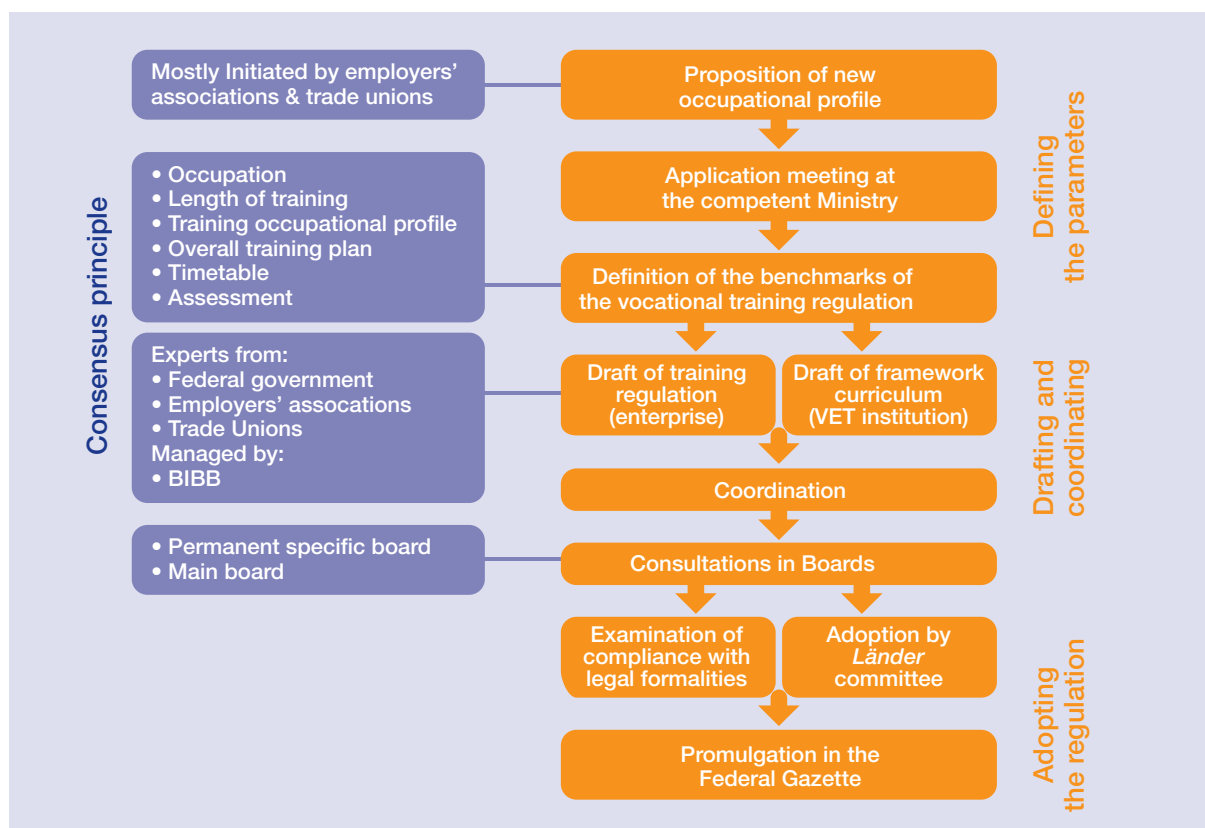 Consensus principle
Mostly Initiated by employers'
associations & trade unions
• Occupation
• Length of training
• Training occupational profile
• Overall training plan
• Timetable
• Assessment
Experts from:
• Federal government
• Employers' assocations
• Trade Unions
Managed by:
• BIBB
• Permanent specific board
• Main board
Proposition of new
occupational profile
Application meeting at
the competent Ministry
Definition of the benchmarks of
the vocational training regulation
Draft of training
regulation
(enterprise)
Draft of framework
curriculum
(VET institution)
Coordination
Consultations in Boards
Examination of
compliance with
legal formalities
Adoption by
Länder
committee
Promulgation in the
Federal Gazette
Defining
the parameters
Drafting and
coordinating
Adopting
the regulation